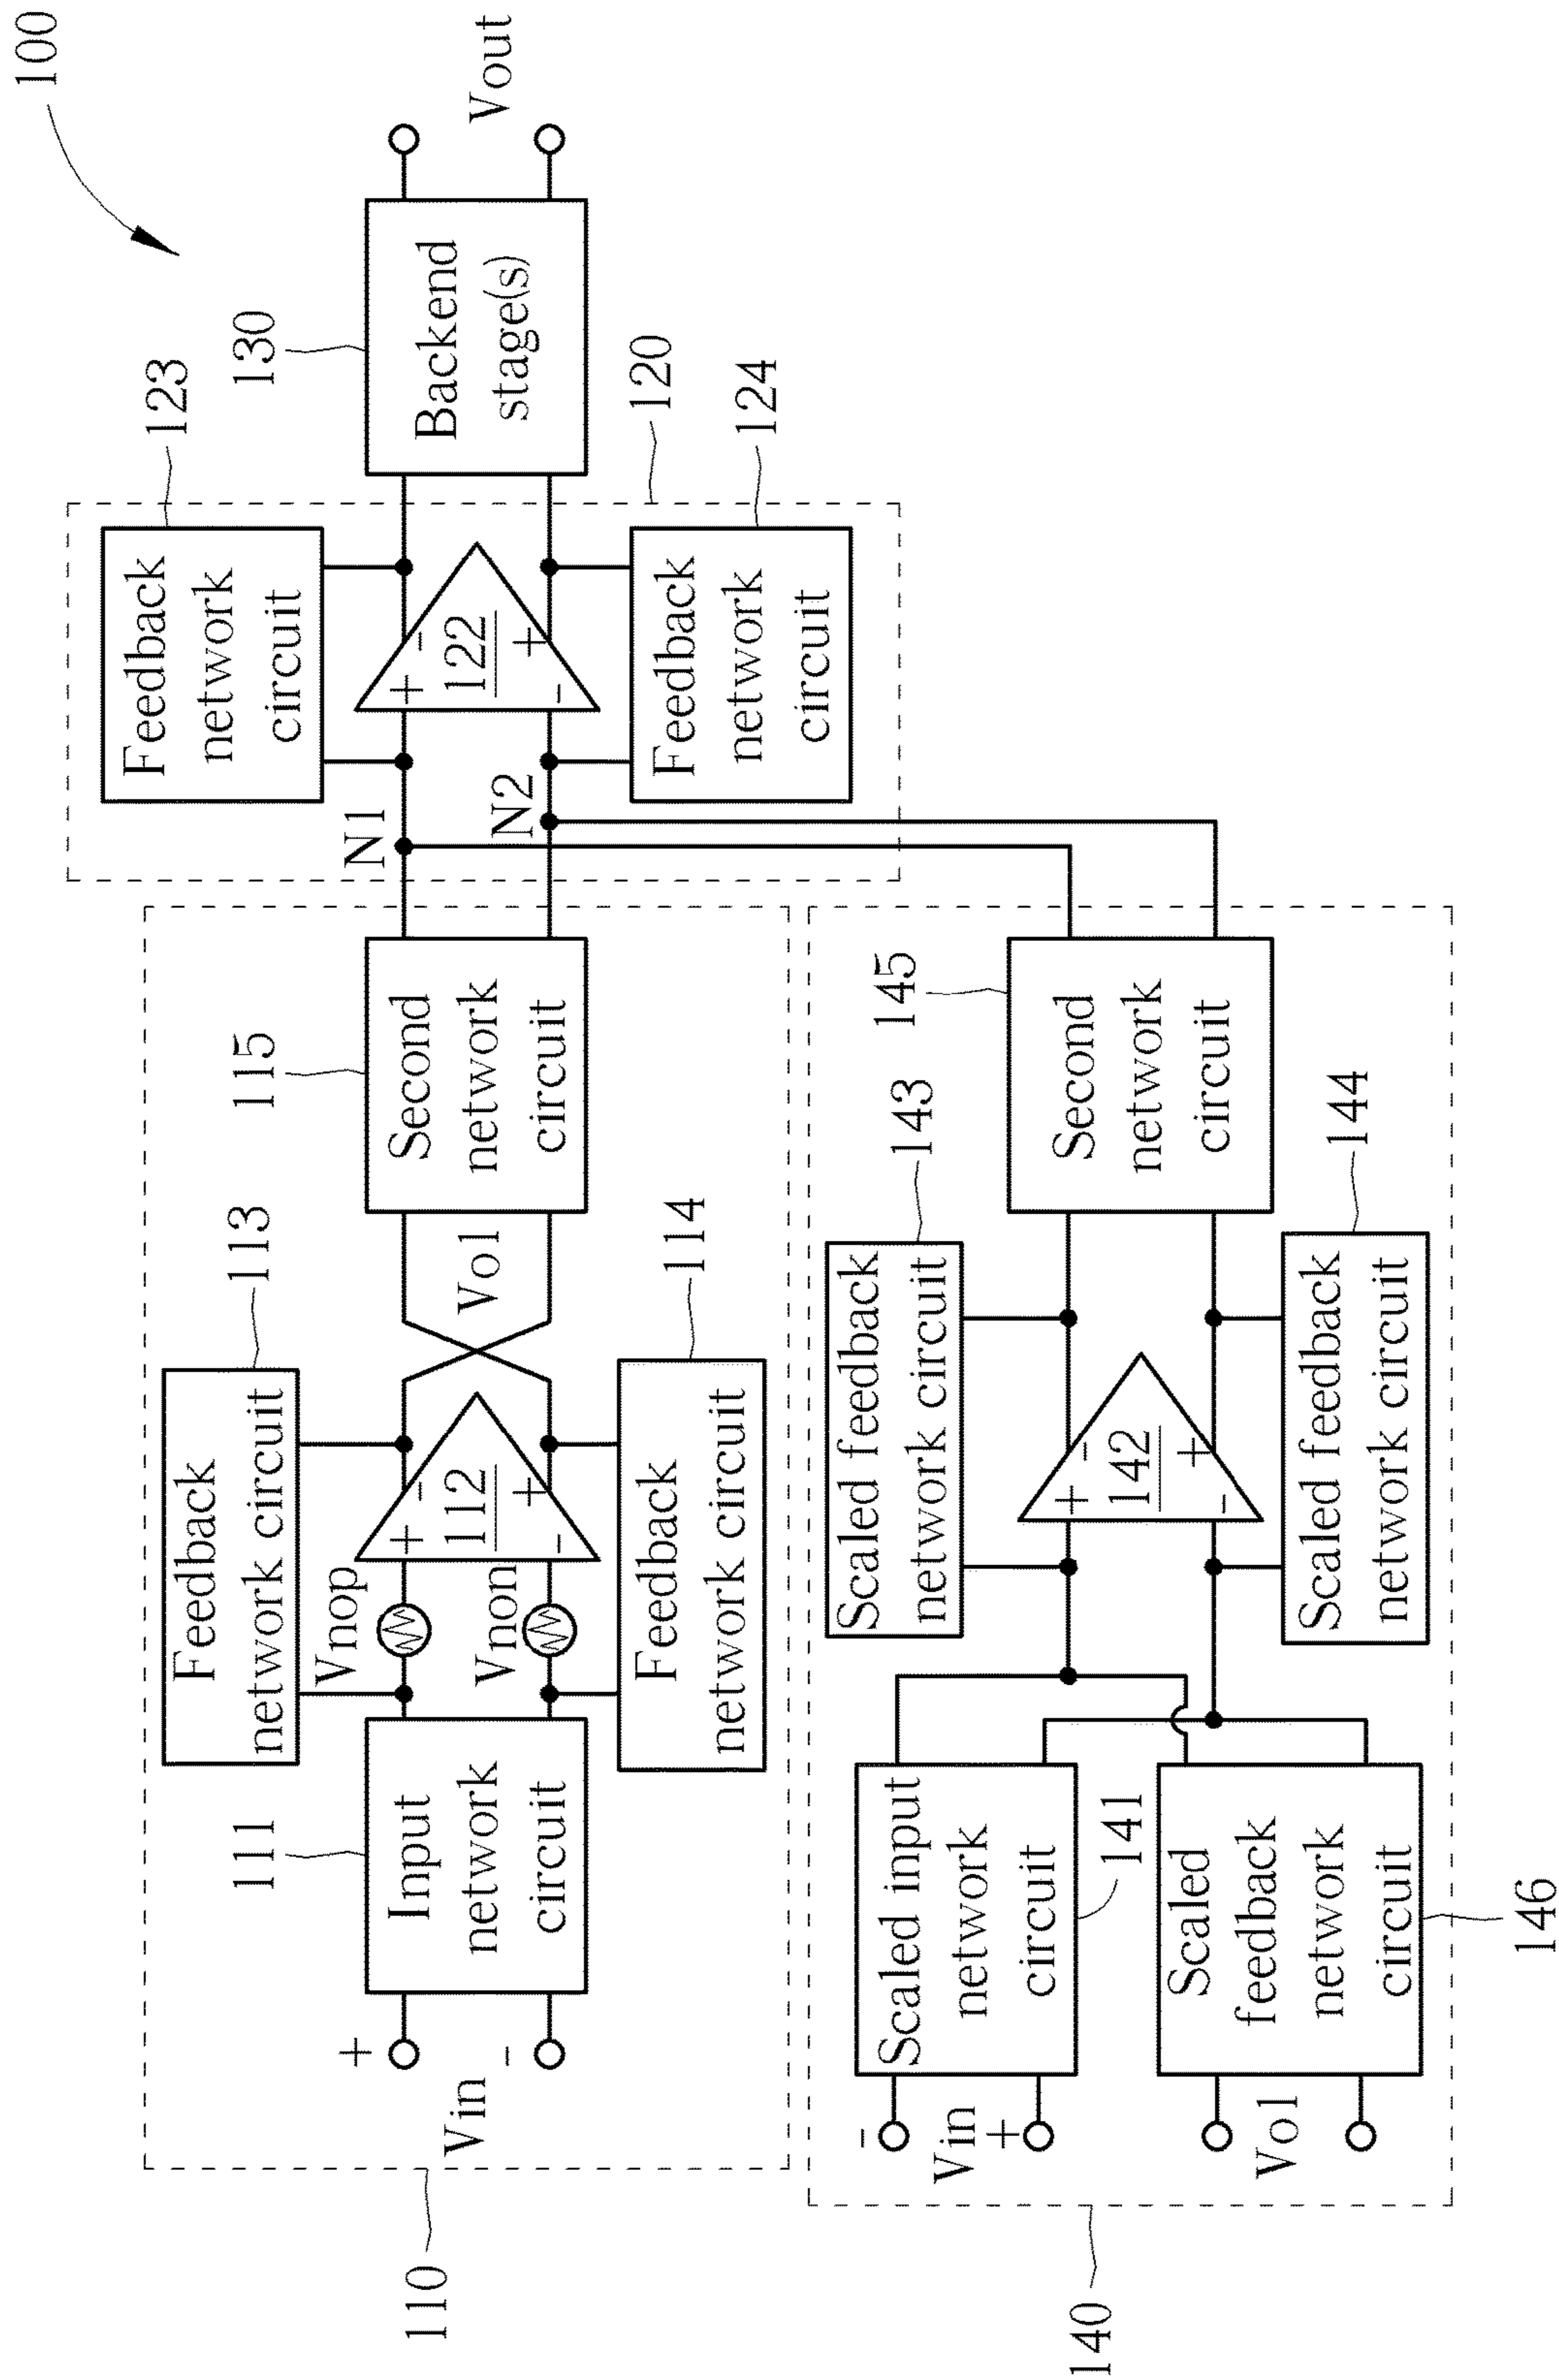 100
123
130
Feedback
network
circuit
113
115
Feedback
network circuit
N1
+
-
122
-
+
Backend
stage(s)
Vout
111
Vnop
+
Vin
-
Input
network
circuit
+
-
112
-
+
Vo1
Second
network
circuit
N2
Vnon
120
Feedback
network circuit
114
Feedback
network
circuit
124
110
143
145
Scaled feedback
network circuit
-
Vin
+
Scaled input
network
circuit
141
+
-
142
-
+
Second
network
circuit
Vo1
Scaled
feedback
network
circuit
Scaled feedback
network circuit
144
140
146